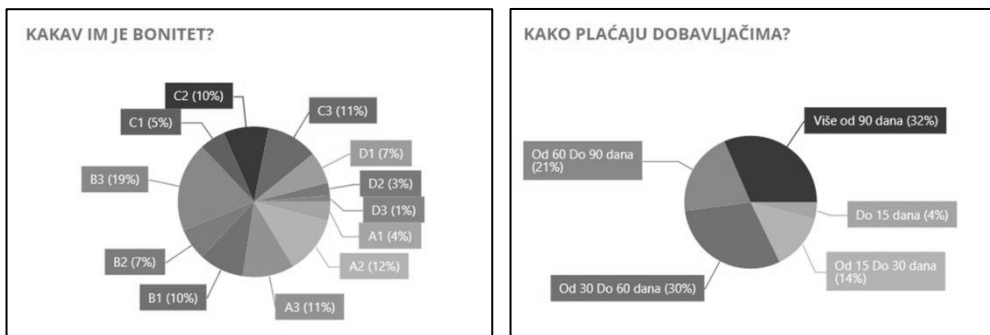 KAKAV IM JE BONITET?
C2 (10%)
C3 (11%)
C1 (5%)
D1 (7%)
B3 (19%)
D2 (3%)
D3 (1%)
A1 (4%)
B2 (7%)
A2 (12%)
B1 (10%)
A3 (11%)
KAKO PLAĆAJU DOBAVLJAČIMA?
Više od 90 dana (32%)
Od 60 Do 90 dana
(21%)
Do 15 dana (4%)
Od 15 Do 30 dana
(14%)
Od 30 Do 60 dana (30%)